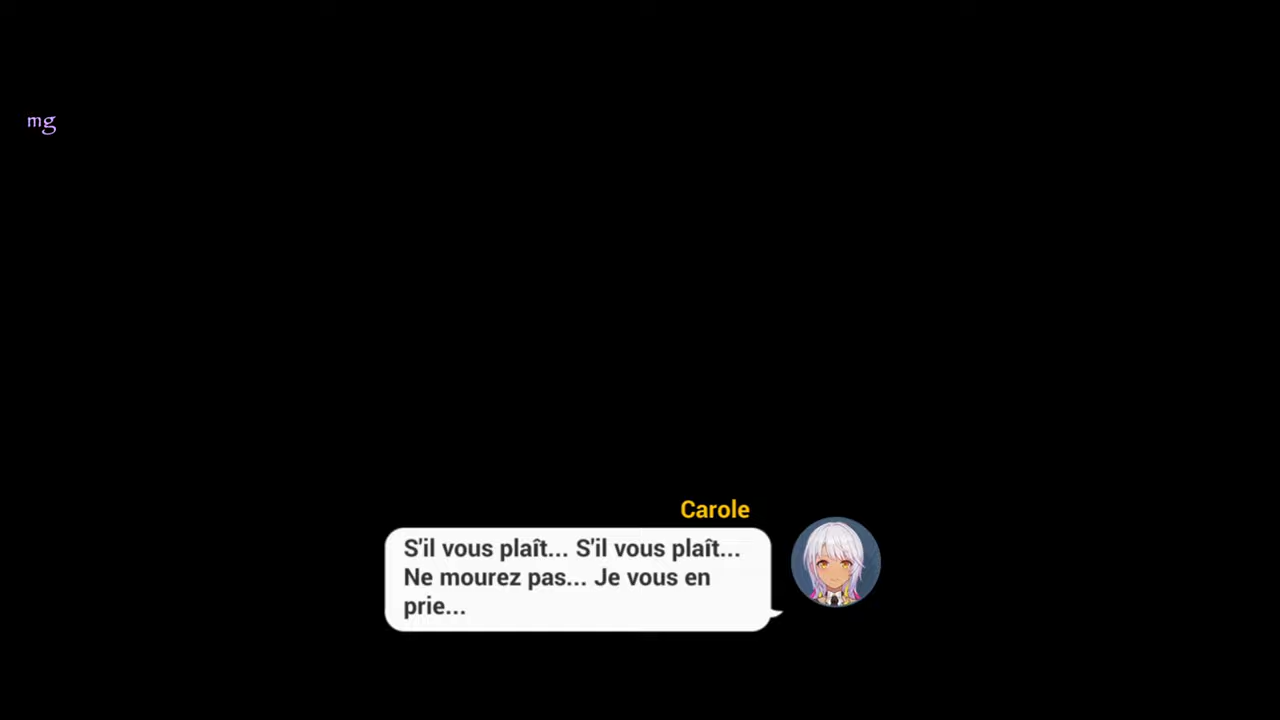 mg
Carole
S'il vous plaît... S'il vous plaît...
Ne mourez pas... Je vous en
prie...